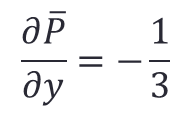 ∂P̄/∂y = −1/3